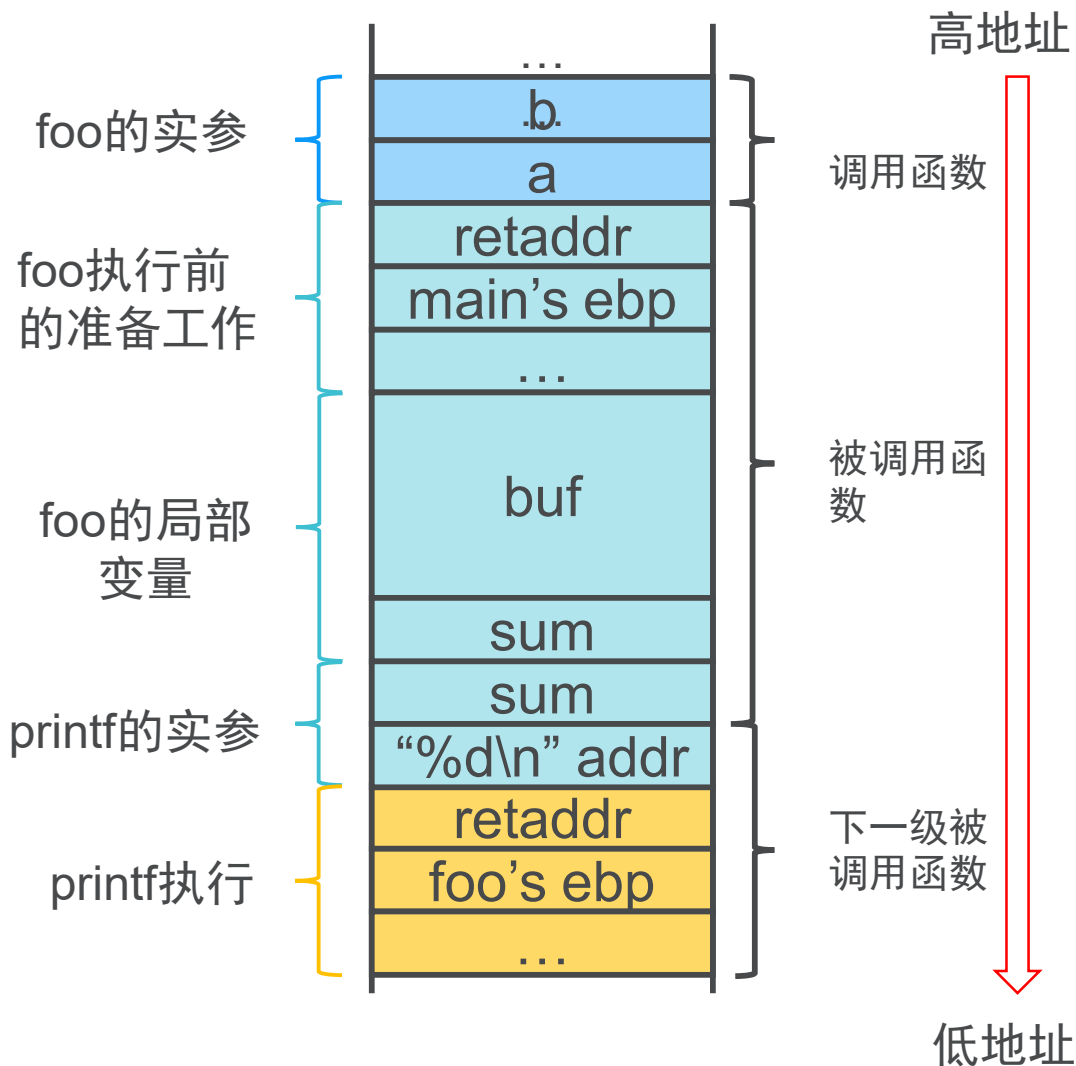 高地址
…
foo的实参
b
…
a
调用函数
foo执行前
的准备工作
retaddr
main’s ebp
…
被调用函
数
foo的局部
变量
buf
sum
printf的实参
sum
“%d\n” addr
下一级被
调用函数
printf执行
retaddr
foo’s ebp
…
低地址